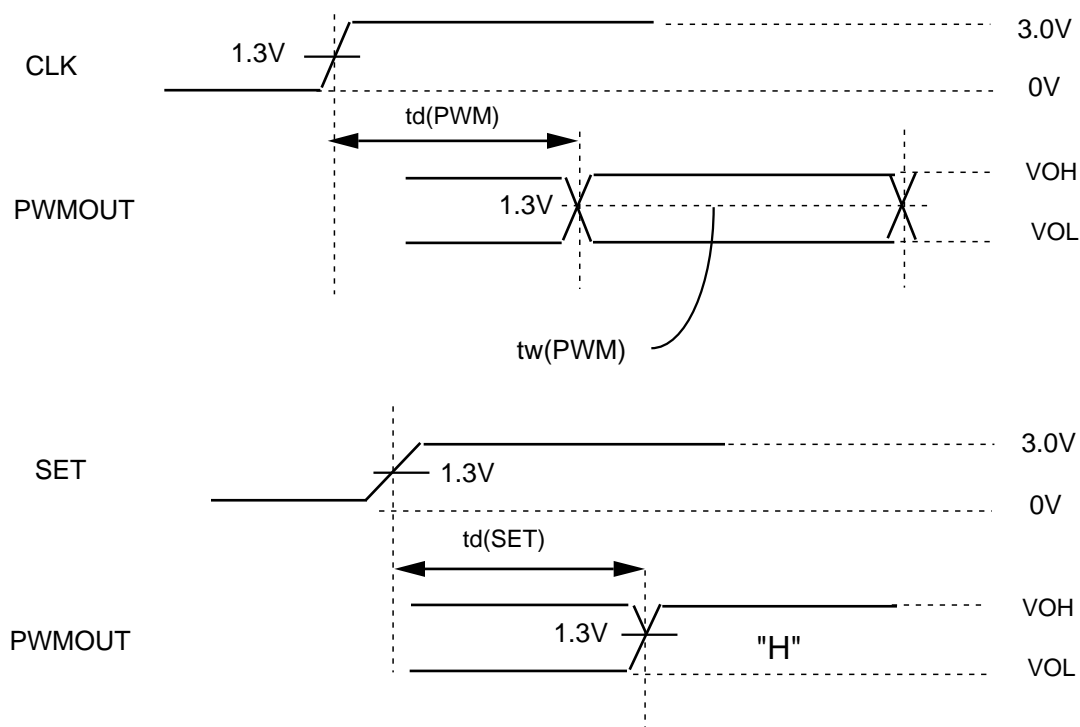 3.0V
1.3V
CLK
0V
td(PWM)
VOH
PWMOUT
1.3V
VOL
tw(PWM)
3.0V
SET
1.3V
0V
td(SET)
VOH
PWMOUT
1.3V
"H"
VOL